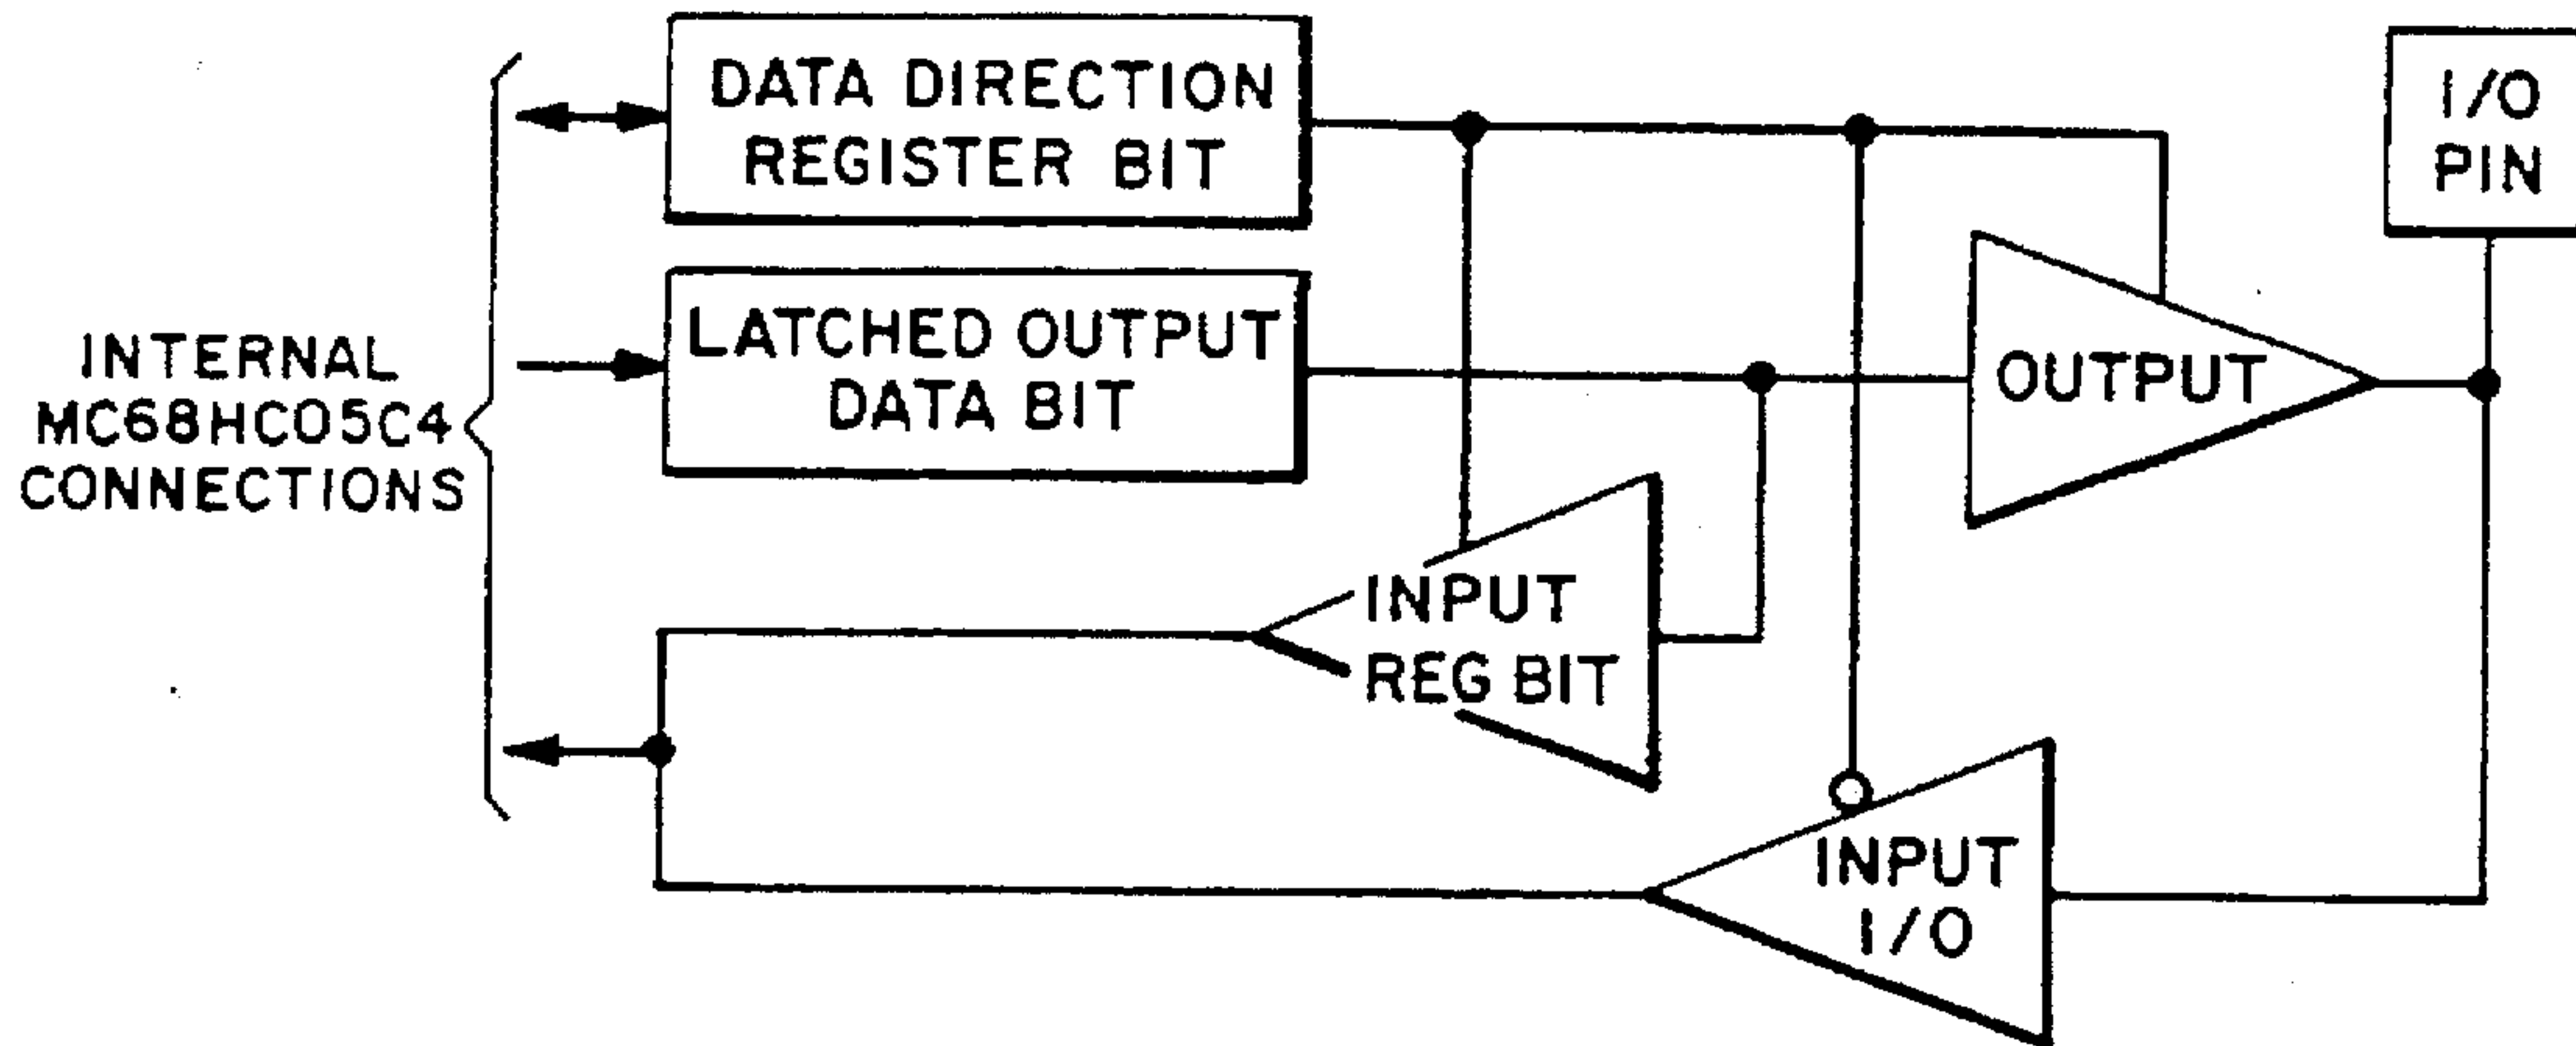 DATA DIRECTION
REGISTER BIT
I/O
PIN
LATCHED OUTPUT
DATA BIT
INTERNAL
MC68HC05C4
CONNECTIONS
OUTPUT
INPUT
REG BIT
INPUT
I/O